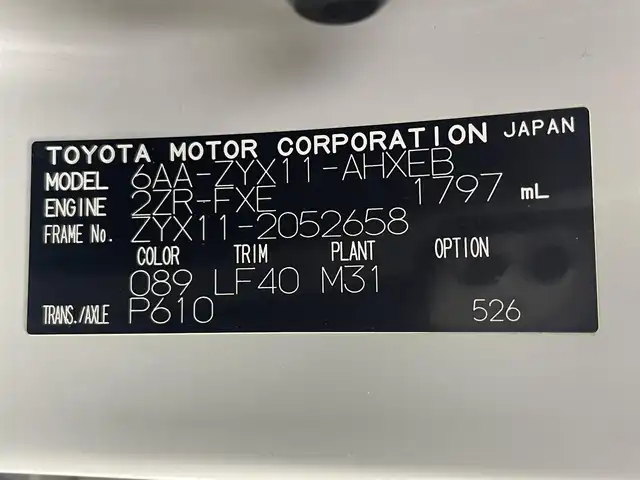 TOYOTA MOTOR CORPORATION JAPAN
MODEL 6AA-ZYX11-AHXEB
ENGINE 2ZR-FXE 1797 mL
FRAME No. ZYX11-2052658
COLOR TRIM PLANT OPTION
089 LF40 M31
TRANS./AXLE P610 526